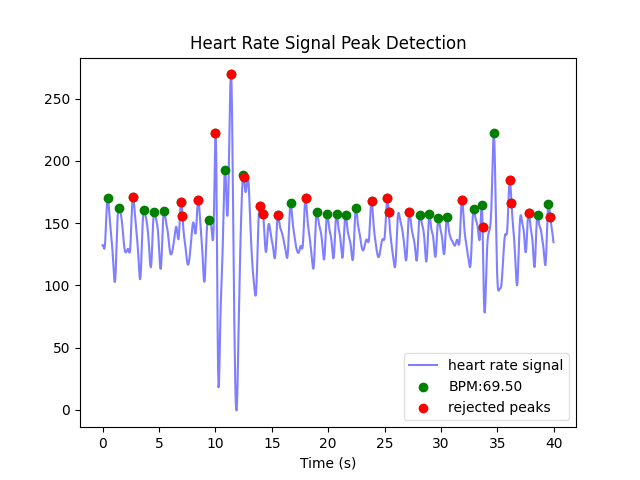 Heart Rate Signal Peak Detection
250
200
150
100
50
0
0 5 10 15 20 25 30 35 40
Time (s)
heart rate signal
BPM:69.50
rejected peaks